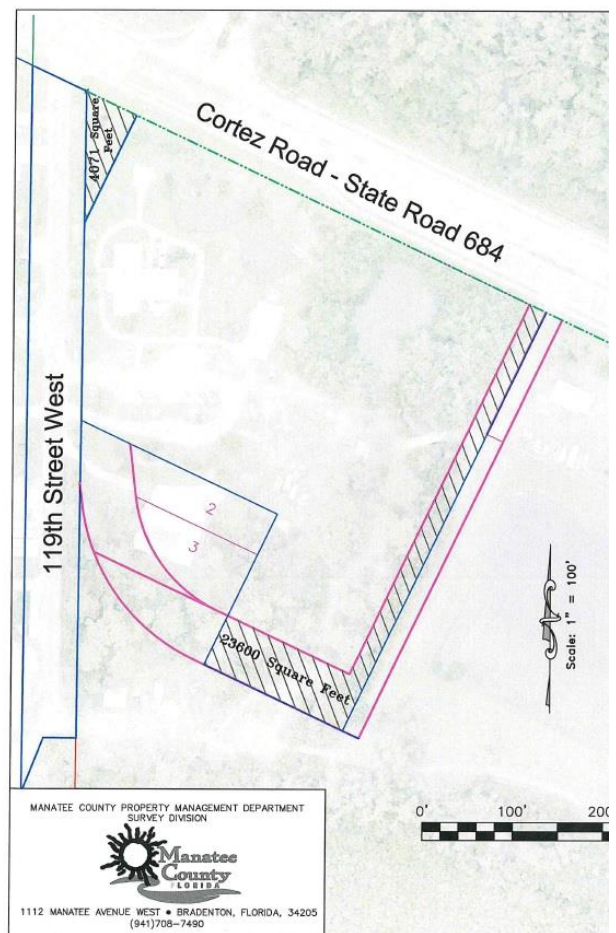 4071 Square
Feet
Cortez Road - State Road 684
119th Street West
2
3
23600 Square Feet
Scale: 1" = 100'
MANATEE COUNTY PROPERTY MANAGEMENT DEPARTMENT
SURVEY DIVISION
Manatee
County
FLORIDA
1112 MANATEE AVENUE WEST • BRADENTON, FLORIDA, 34205
(941)708-7490
0' 100' 200